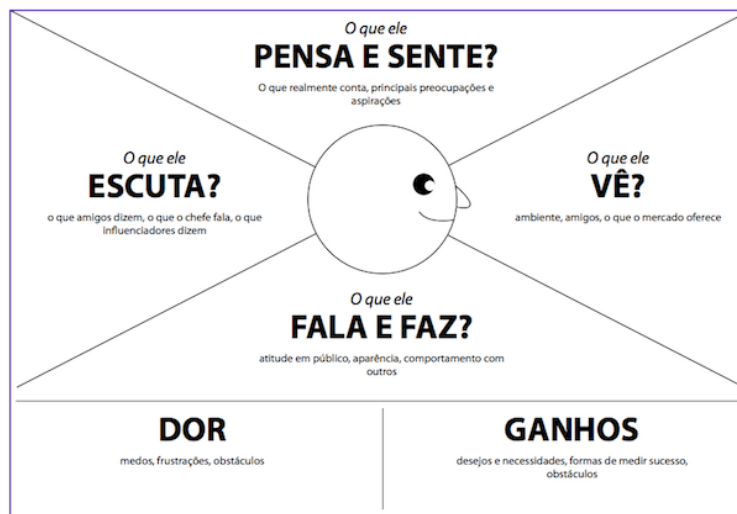 O que ele
PENSA E SENTE?
O que realmente conta, principais preocupações e
aspirações
O que ele
ESCUTA?
o que amigos dizem, o que o chefe fala, o que
influenciadores dizem
O que ele
VÊ?
ambiente, amigos, o que o mercado oferece
O que ele
FALA E FAZ?
atitude em público, aparência, comportamento com
outros
DOR
medos, frustrações, obstáculos
GANHOS
desejos e necessidades, formas de medir sucesso,
obstáculos